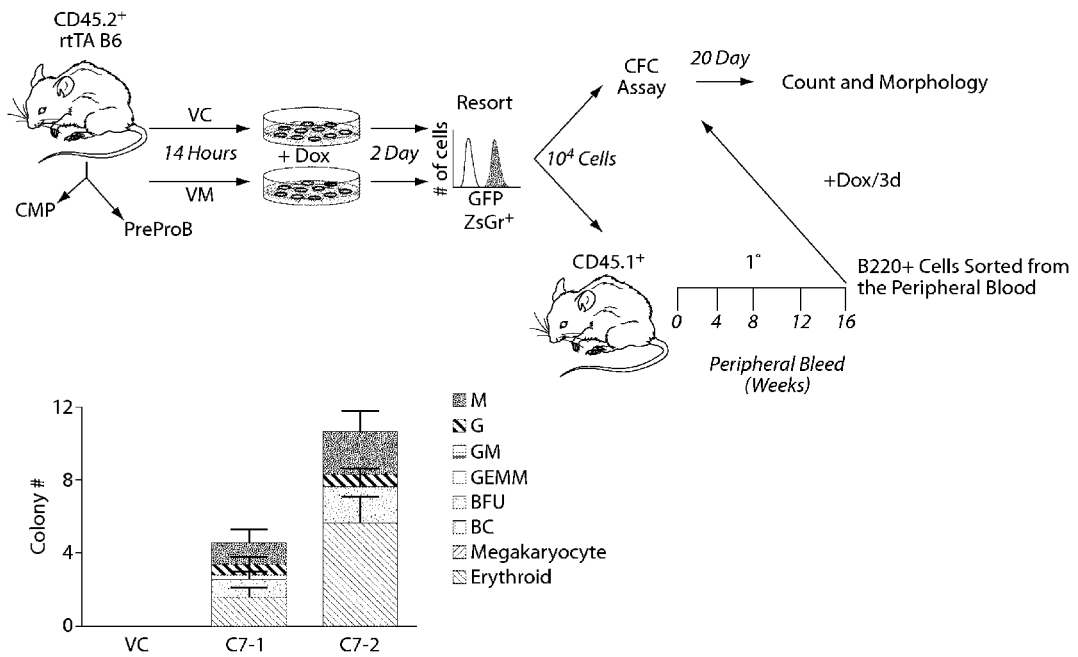 CD45.2+
rtTA B6
VC
14 Hours
VM
CMP
PreProB
+ Dox
2 Day
Resort
# of cells
GFP
ZsGr+
10⁴ Cells
CFC
Assay
20 Day
Count and Morphology
+Dox/3d
CD45.1+
1°
B220+ Cells Sorted from
the Peripheral Blood
0 4 8 12 16
Peripheral Bleed
(Weeks)
12
8
4
0
Colony #
VC C7-1 C7-2
M
G
GM
GEMM
BFU
BC
Megakaryocyte
Erythroid